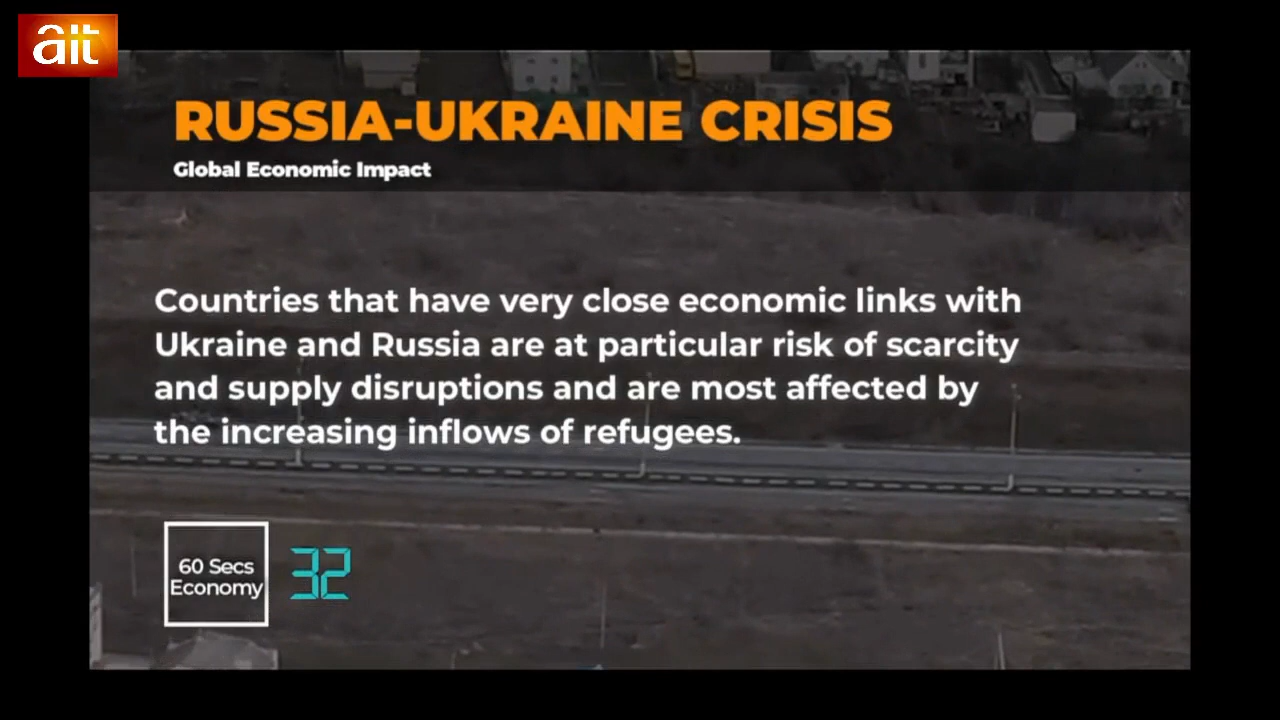 ait
RUSSIA-UKRAINE CRISIS
Global Economic Impact
Countries that have very close economic links with
Ukraine and Russia are at particular risk of scarcity
and supply disruptions and are most affected by
the increasing inflows of refugees.
60 Secs
Economy
32